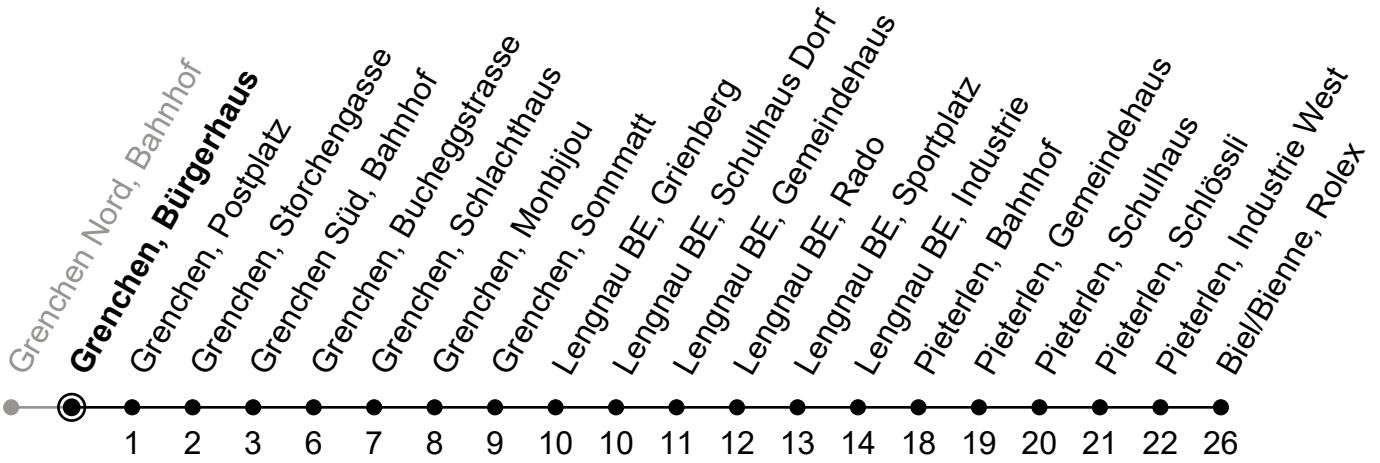 Grenchen Nord, Bahnhof
Grenchen, Bürgerhaus
Grenchen, Postplatz
Grenchen, Storchengasse
Grenchen Süd, Bahnhof
Grenchen, Bucheggstrasse
Grenchen, Schlachthaus
Grenchen, Monbijou
Grenchen, Sonnmatt
Lengnau BE, Grienberg
Lengnau BE, Schulhaus Dorf
Lengnau BE, Gemeindehaus
Lengnau BE, Rado
Lengnau BE, Sportplatz
Lengnau BE, Industrie
Pieterlen, Bahnhof
Pieterlen, Gemeindehaus
Pieterlen, Schulhaus
Pieterlen, Schlössli
Pieterlen, Industrie West
Biel/Bienne, Rolex
1 2 3 6 7 8 9 10 10 11 12 13 14 18 19 20 21 22 26